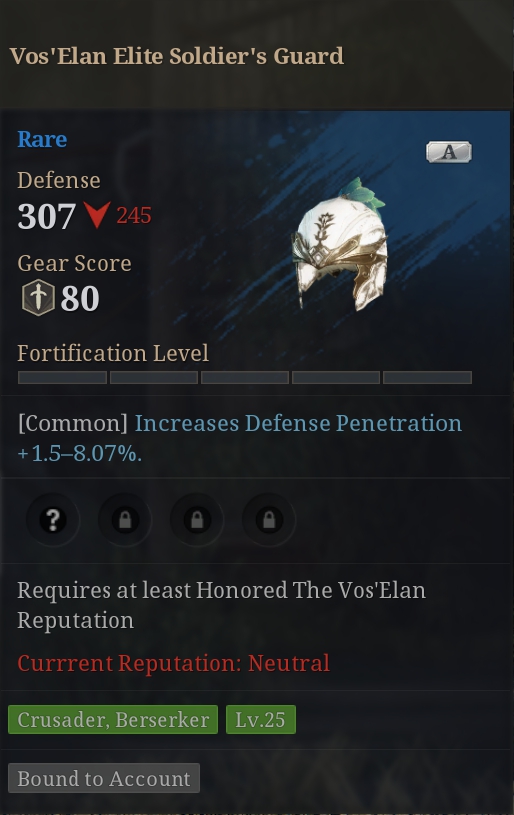 Vos'Elan Elite Soldier's Guard
Rare
A
Defense
307 245
Gear Score
80
Fortification Level
[Common] Increases Defense Penetration
+1.5–8.07%.
?
Requires at least Honored The Vos'Elan
Reputation
Currrent Reputation: Neutral
Crusader, Berserker Lv.25
Bound to Account